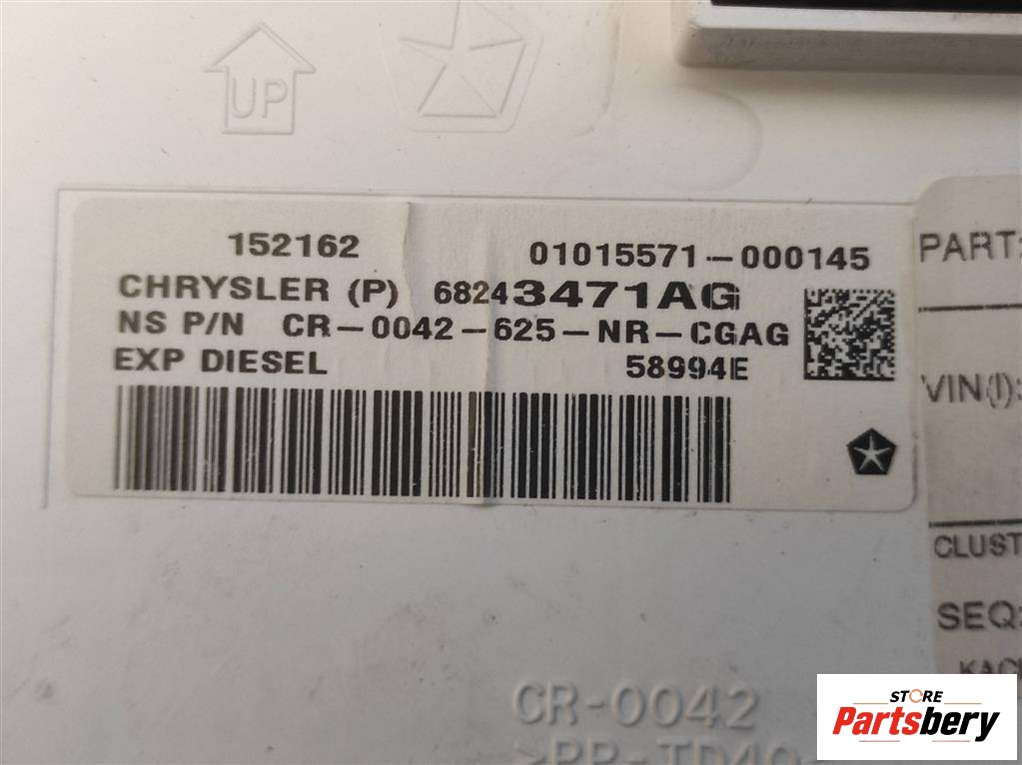 UP
152162 01015571-000145
CHRYSLER (P) 68243471AG
NS P/N CR-0042-625-NR-CGAG
EXP DIESEL 58994E
PART:
VIN(I):
CLUST
SEQ:
CR-0042
STORE
Partsbery